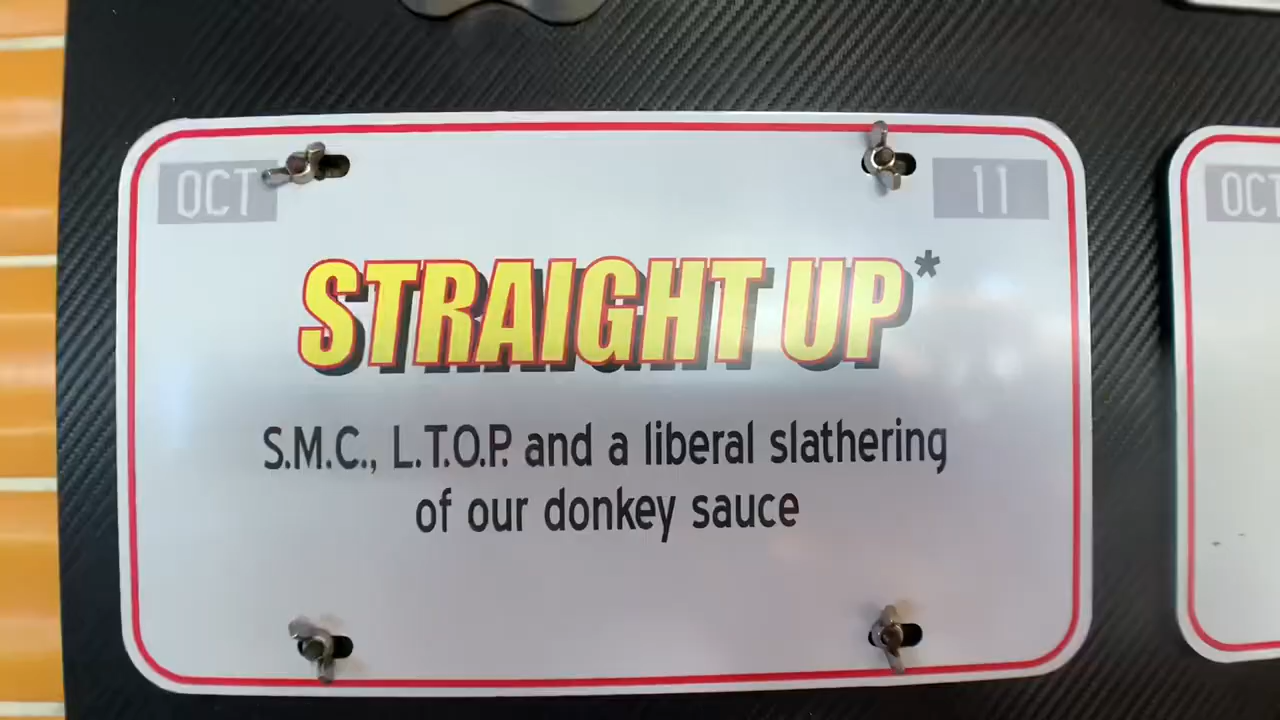 OCT 11
STRAIGHT UP*
S.M.C., L.T.O.P. and a liberal slathering
of our donkey sauce
OCT